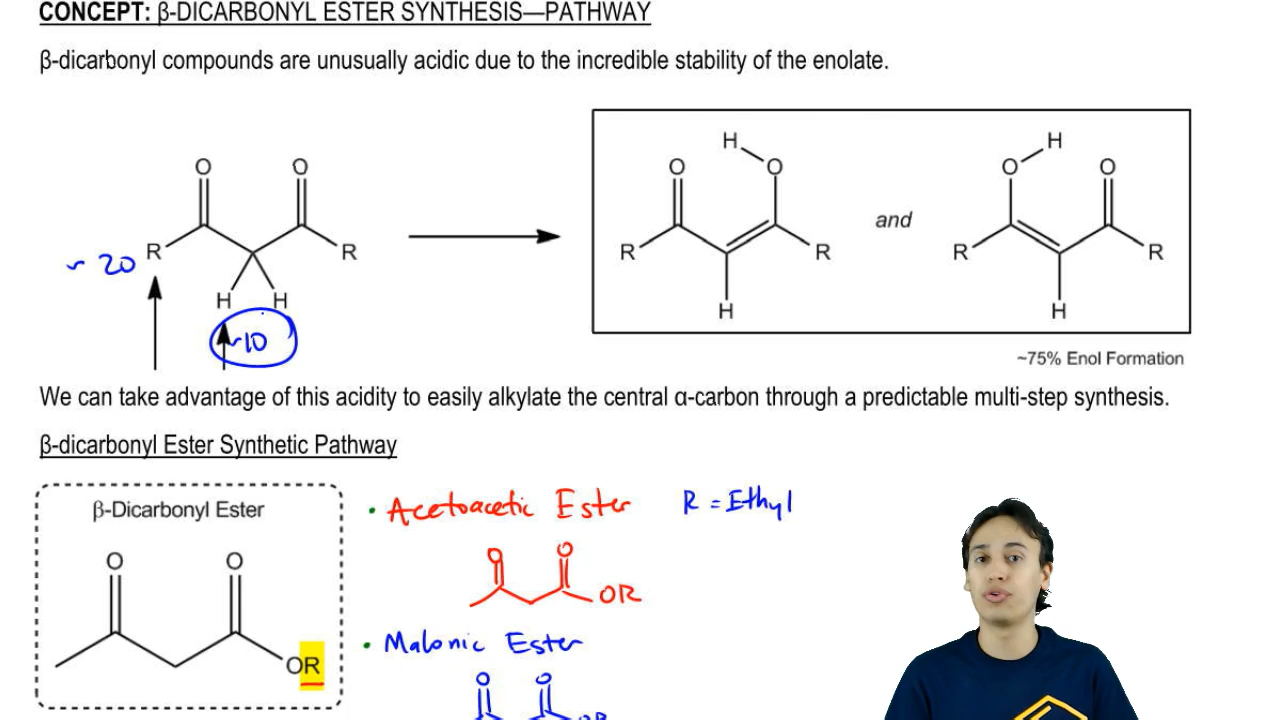 CONCEPT: β-DICARBONYL ESTER SYNTHESIS—PATHWAY
β-dicarbonyl compounds are unusually acidic due to the incredible stability of the enolate.
O O H O O H O
R R R R and R R
~ 20
H H H H
~10
~75% Enol Formation
We can take advantage of this acidity to easily alkylate the central α-carbon through a predictable multi-step synthesis.
β-dicarbonyl Ester Synthetic Pathway
β-Dicarbonyl Ester
O O
OR
• Acetoacetic Ester R = Ethyl
O O
OR
• Malonic Ester
O O
OR